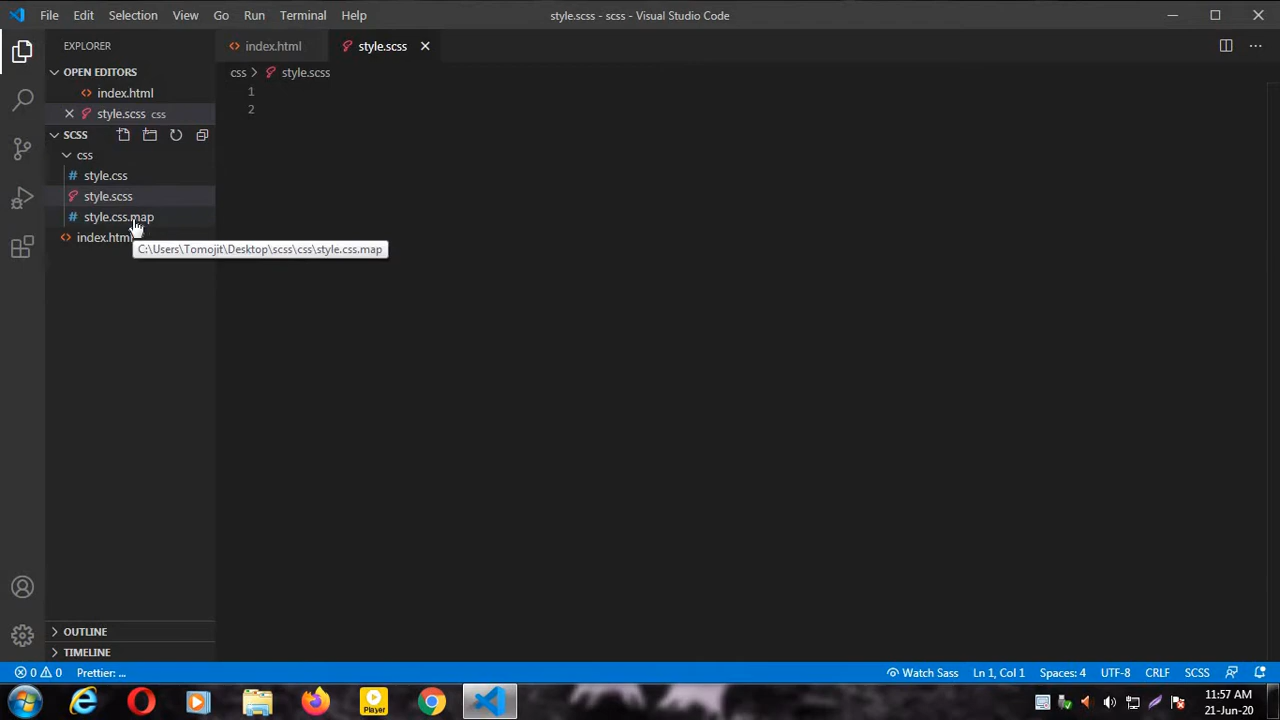 File Edit Selection View Go Run Terminal Help
style.scss - scss - Visual Studio Code
EXPLORER
index.html
style.scss
OPEN EDITORS
css
style.scss
index.html
1
style.scss css
2
SCSS
css
style.css
style.scss
style.css.map
index.html
C:\Users\Tomojit\Desktop\scss\css\style.css.map
OUTLINE
TIMELINE
0 0 Prettier: ...
Watch Sass Ln 1, Col 1 Spaces: 4 UTF-8 CRLF SCSS
Player
11:57 AM
21-Jun-20